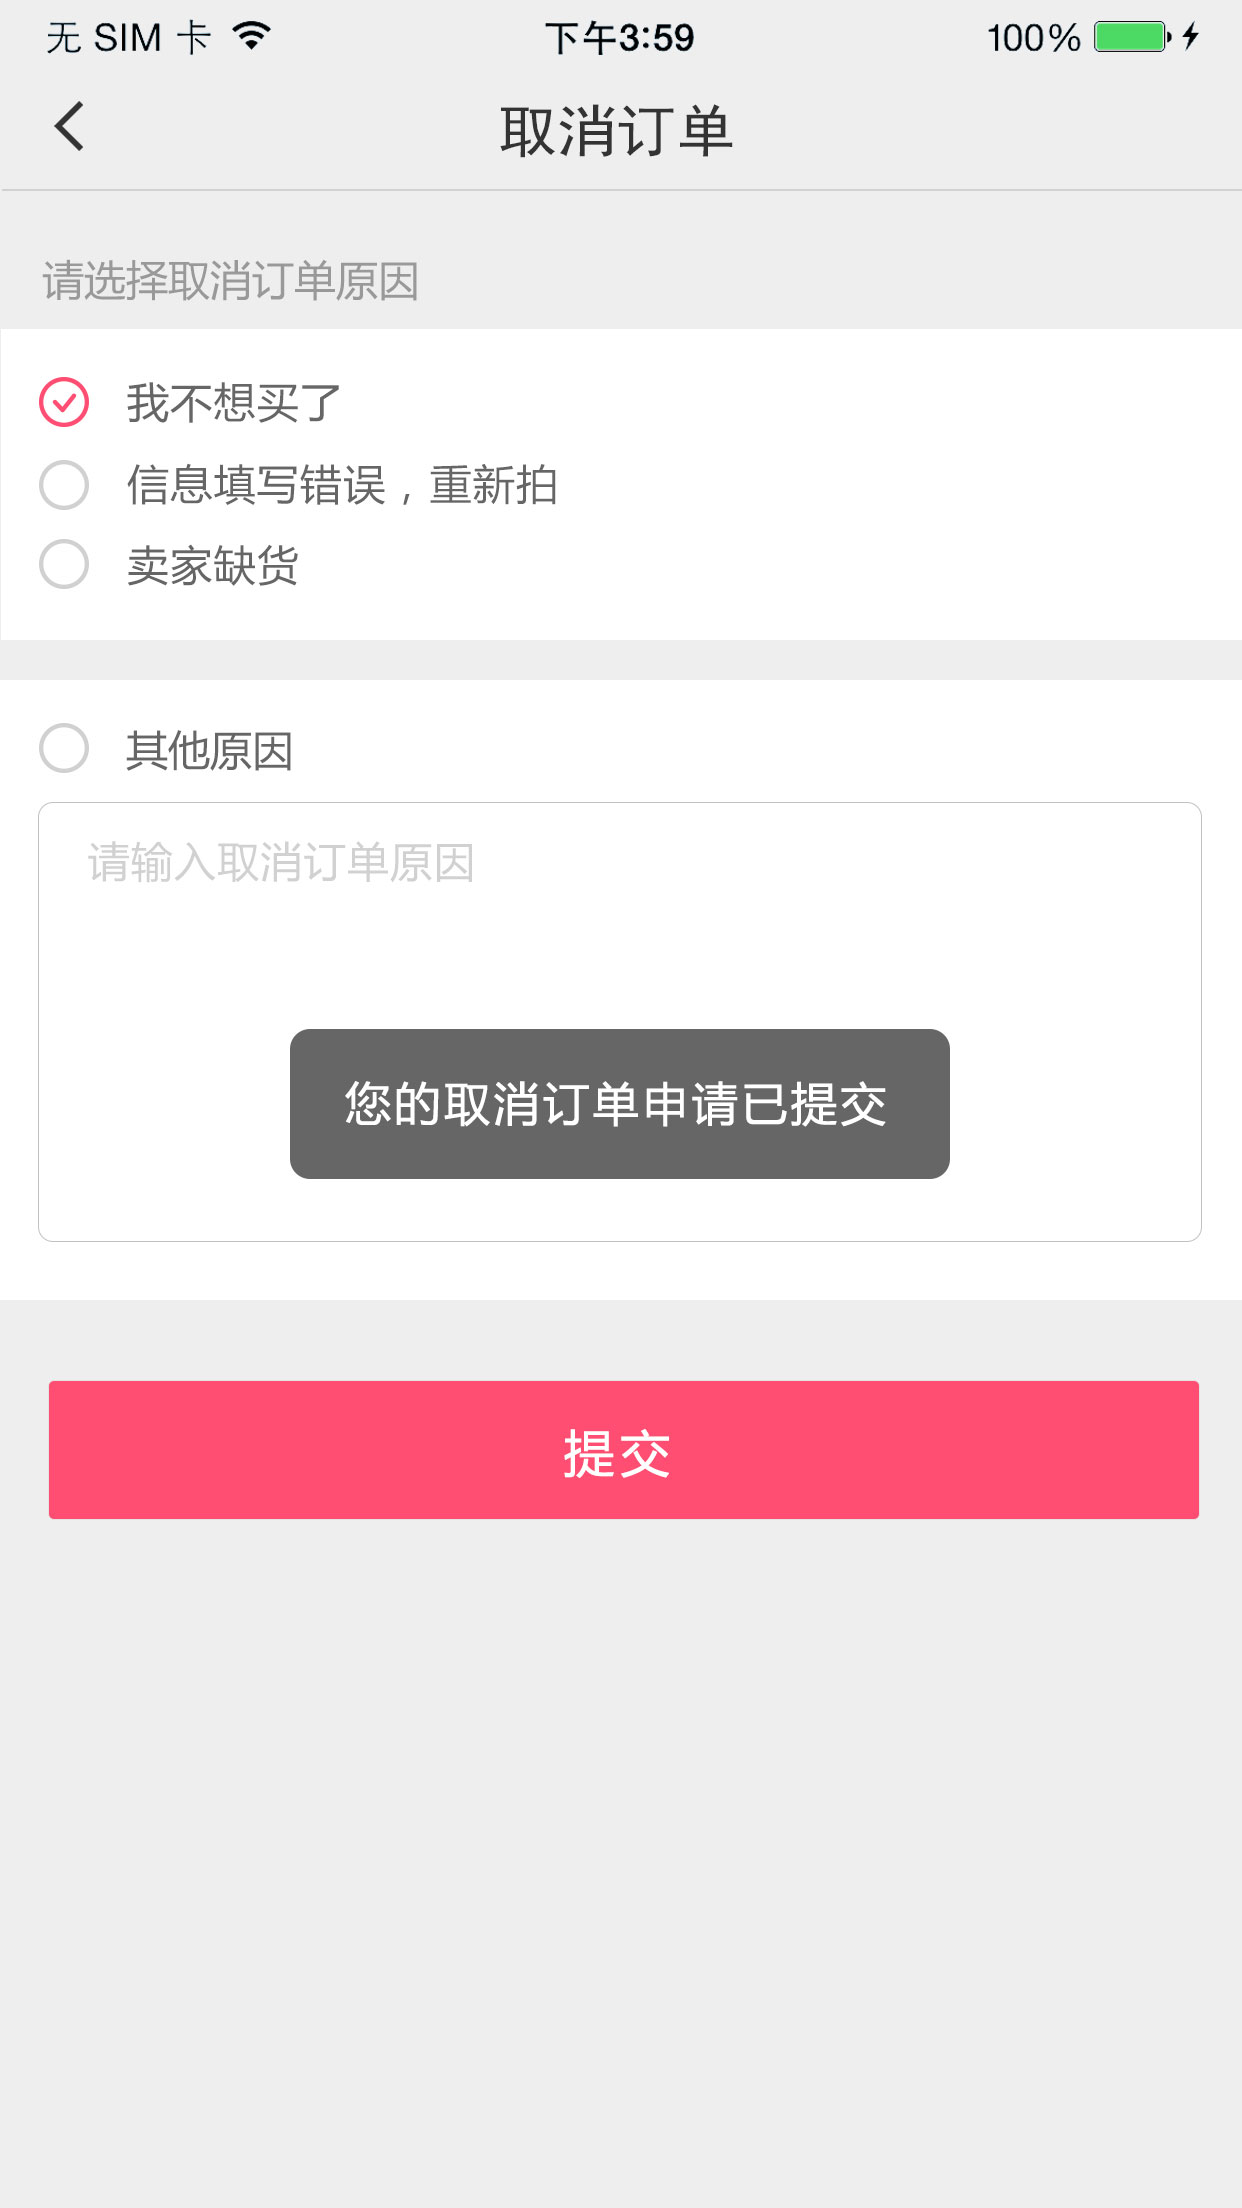 无 SIM 卡 下午3:59 100%
取消订单
请选择取消订单原因
我不想买了
信息填写错误，重新拍
卖家缺货
其他原因
请输入取消订单原因
您的取消订单申请已提交
提交